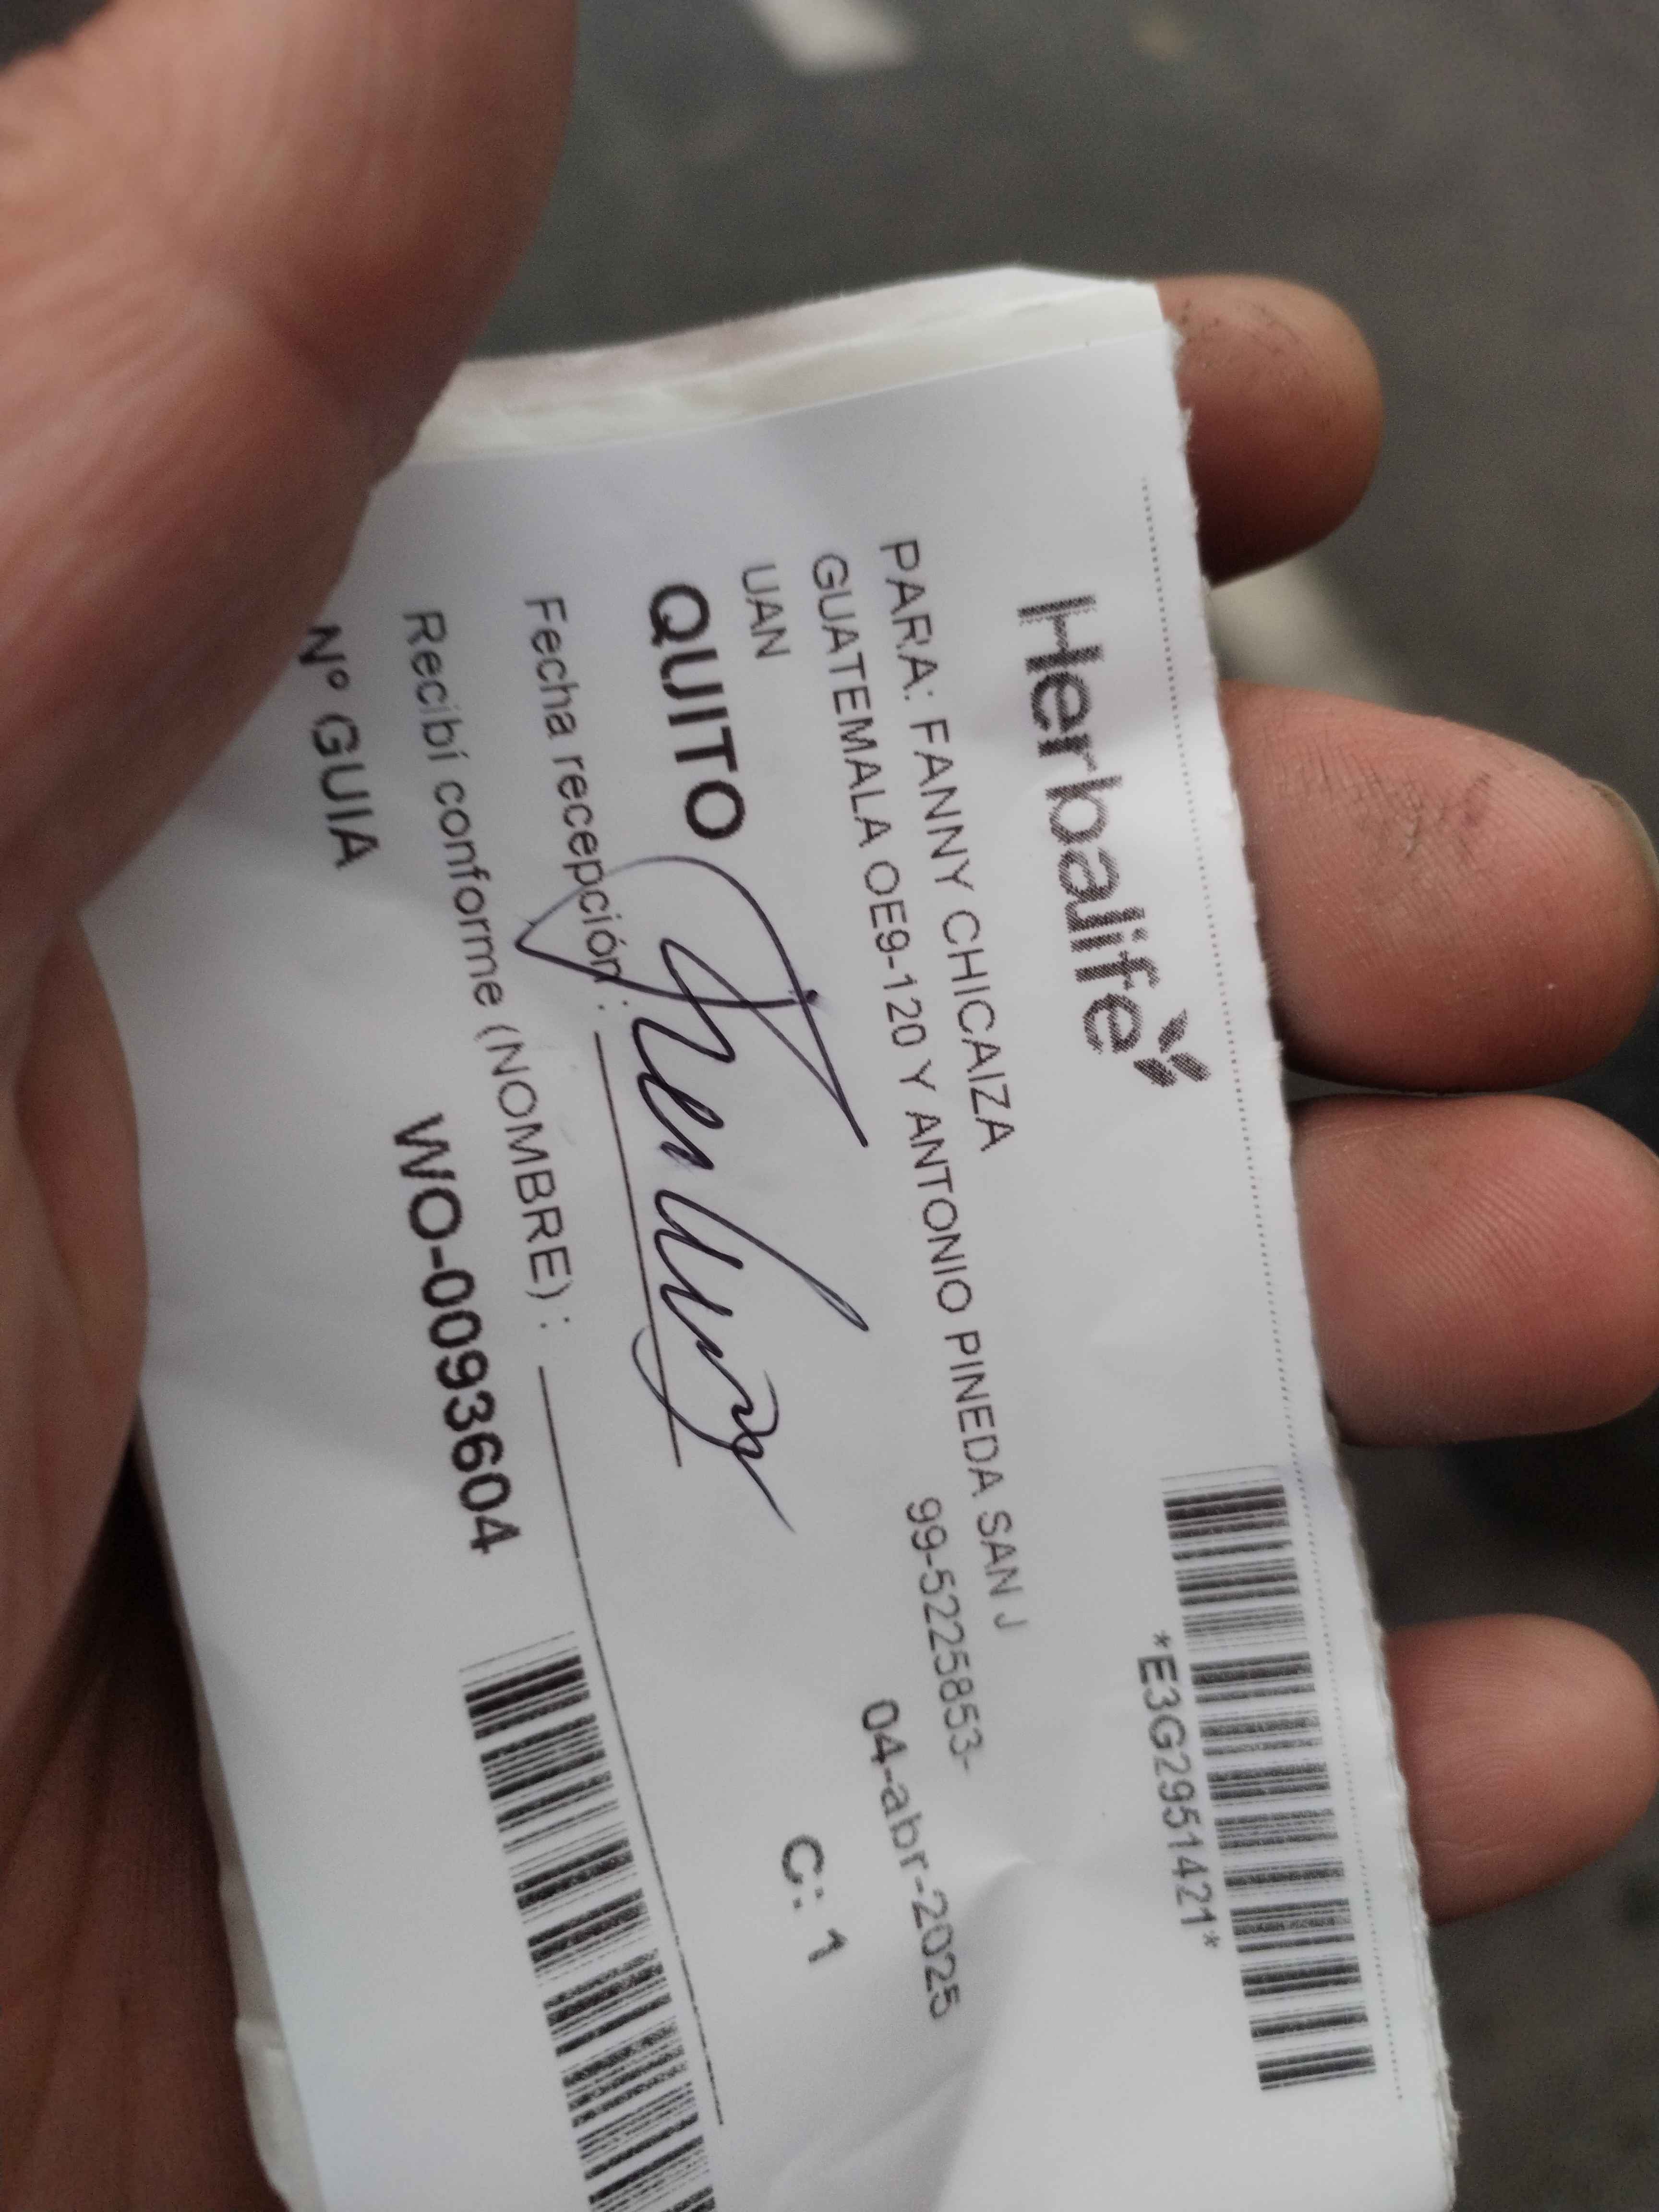 Herbalife
*E3G2951421*
PARA: FANNY CHICAIZA
GUATEMALA OE9-120 Y ANTONIO PINEDA SAN J
UAN
99-5225853-
QUITO
04-abr-2025
C: 1
Fecha recepción :
Recibí conforme (NOMBRE) :
Nº GUIA
WO-0093604